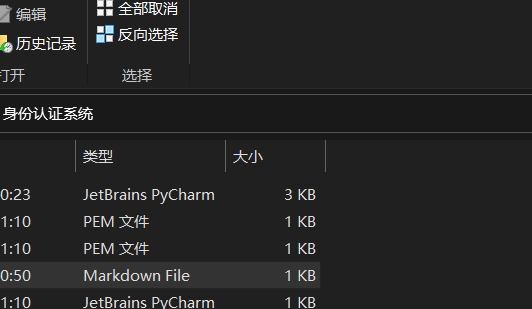 编辑 全部取消
历史记录 反向选择
打开 选择
身份认证系统
类型 大小
0:23 JetBrains PyCharm 3 KB
1:10 PEM 文件 1 KB
1:10 PEM 文件 1 KB
0:50 Markdown File 1 KB
1:10 JetBrains PyCharm 1 KB